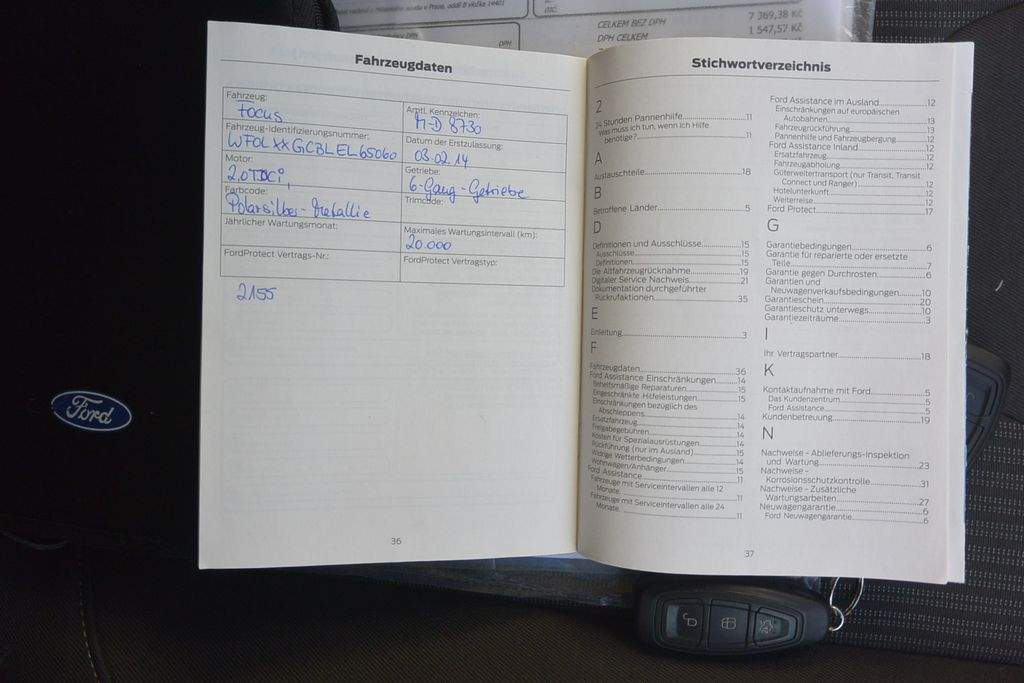 CELKEM BEZ DPH 7 369,38 Kč
DPH CELKEM 1 547,57 Kč
DPH
Fahrzeugdaten
Fahrzeug:
Focus
Amtl. Kennzeichen:
M-D 8730
Fahrzeug-Identifizierungsnummer:
WF0LXXGCBLEL65060
Datum der Erstzulassung:
03.02.14
Motor:
2.0TDCi,
Getriebe:
6-Gang-Getriebe
Farbcode:
Polarsilber-Metallic
Trimcode:
Jährlicher Wartungsmonat:
Maximales Wartungsintervall (km):
20.000
FordProtect Vertrags-Nr.:
FordProtect Vertragstyp:
2155
36
Ford
Stichwortverzeichnis
2
24 Stunden Pannenhilfe 11
Was muss ich tun, wenn ich Hilfe
benötige? 11
A
Austauschteile 18
B
Betroffene Länder 5
D
Definitionen und Ausschlüsse 15
Ausschlüsse 15
Definitionen 15
Die Altfahrzeugrücknahme 19
Digitaler Service Nachweis 21
Dokumentation durchgeführter
Rückrufaktionen 35
E
Einleitung 3
F
Fahrzeugdaten 36
Ford Assistance Einschränkungen 14
Behelfsmäßige Reparaturen 15
Eingeschränkte Hilfeleistungen 15
Einschränkungen bezüglich des
Abschleppens 14
Ersatzfahrzeug 14
Freigabegebühren 14
Kosten für Spezialausrüstungen 14
Rückführung (nur im Ausland) 15
Widrige Wetterbedingungen 14
Wohnwagen/Anhänger 15
Ford Assistance 11
Fahrzeuge mit Serviceintervallen alle 12
Monate 11
Fahrzeuge mit Serviceintervallen alle 24
Monate 11
Ford Assistance im Ausland 12
Einschränkungen auf europäischen
Autobahnen 13
Fahrzeugrückführung 13
Pannenhilfe und Fahrzeugbergung 12
Ford Assistance Inland 12
Ersatzfahrzeug 12
Fahrzeugabholung 12
Güterweitertransport (nur Transit, Transit
Connect und Ranger) 12
Hotelunterkunft 12
Weiterreise 12
Ford Protect 17
G
Garantiebedingungen 6
Garantie für reparierte oder ersetzte
Teile 7
Garantie gegen Durchrosten 6
Garantien und
Neuwagenverkaufsbedingungen 10
Garantieschein 20
Garantieschutz unterwegs 10
Garantiezeiträume 3
I
Ihr Vertragspartner 18
K
Kontaktaufnahme mit Ford 5
Das Kundenzentrum 5
Ford Assistance 5
Kundenbetreuung 19
N
Nachweise - Ablieferungs-Inspektion
und Wartung 23
Nachweise -
Korrosionsschutzkontrolle 31
Nachweise - Zusätzliche
Wartungsarbeiten 27
Neuwagengarantie 6
Ford Neuwagengarantie 6
37